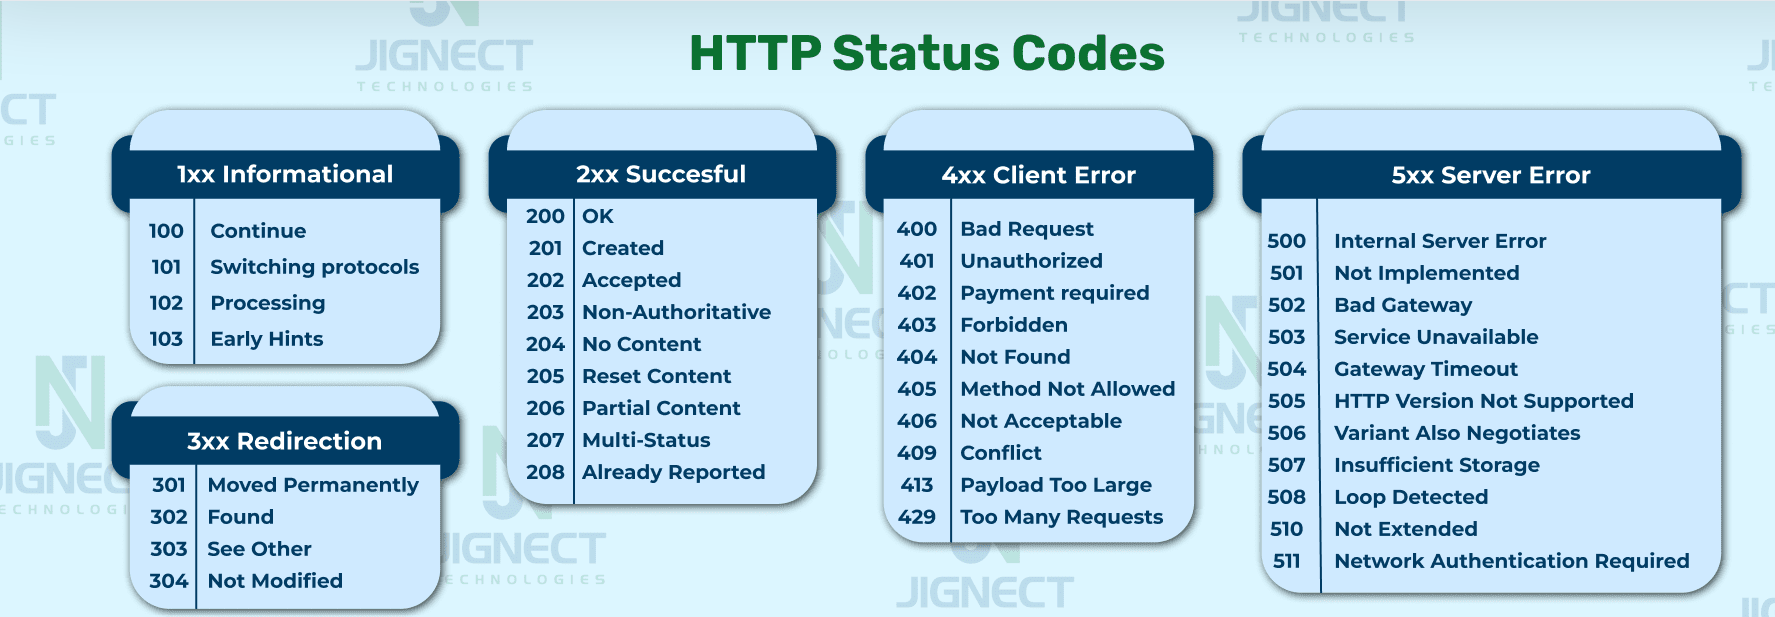 JIGNECT
TECHNOLOGIES
JIGNECT
TECHNOLOGIES
HTTP Status Codes
1xx Informational
100 Continue
101 Switching protocols
102 Processing
103 Early Hints
3xx Redirection
301 Moved Permanently
302 Found
303 See Other
304 Not Modified
2xx Succesful
200 OK
201 Created
202 Accepted
203 Non-Authoritative
204 No Content
205 Reset Content
206 Partial Content
207 Multi-Status
208 Already Reported
4xx Client Error
400 Bad Request
401 Unauthorized
402 Payment required
403 Forbidden
404 Not Found
405 Method Not Allowed
406 Not Acceptable
409 Conflict
413 Payload Too Large
429 Too Many Requests
5xx Server Error
500 Internal Server Error
501 Not Implemented
502 Bad Gateway
503 Service Unavailable
504 Gateway Timeout
505 HTTP Version Not Supported
506 Variant Also Negotiates
507 Insufficient Storage
508 Loop Detected
510 Not Extended
511 Network Authentication Required
JIGNECT
TECHNOLOGIES
JIGNECT